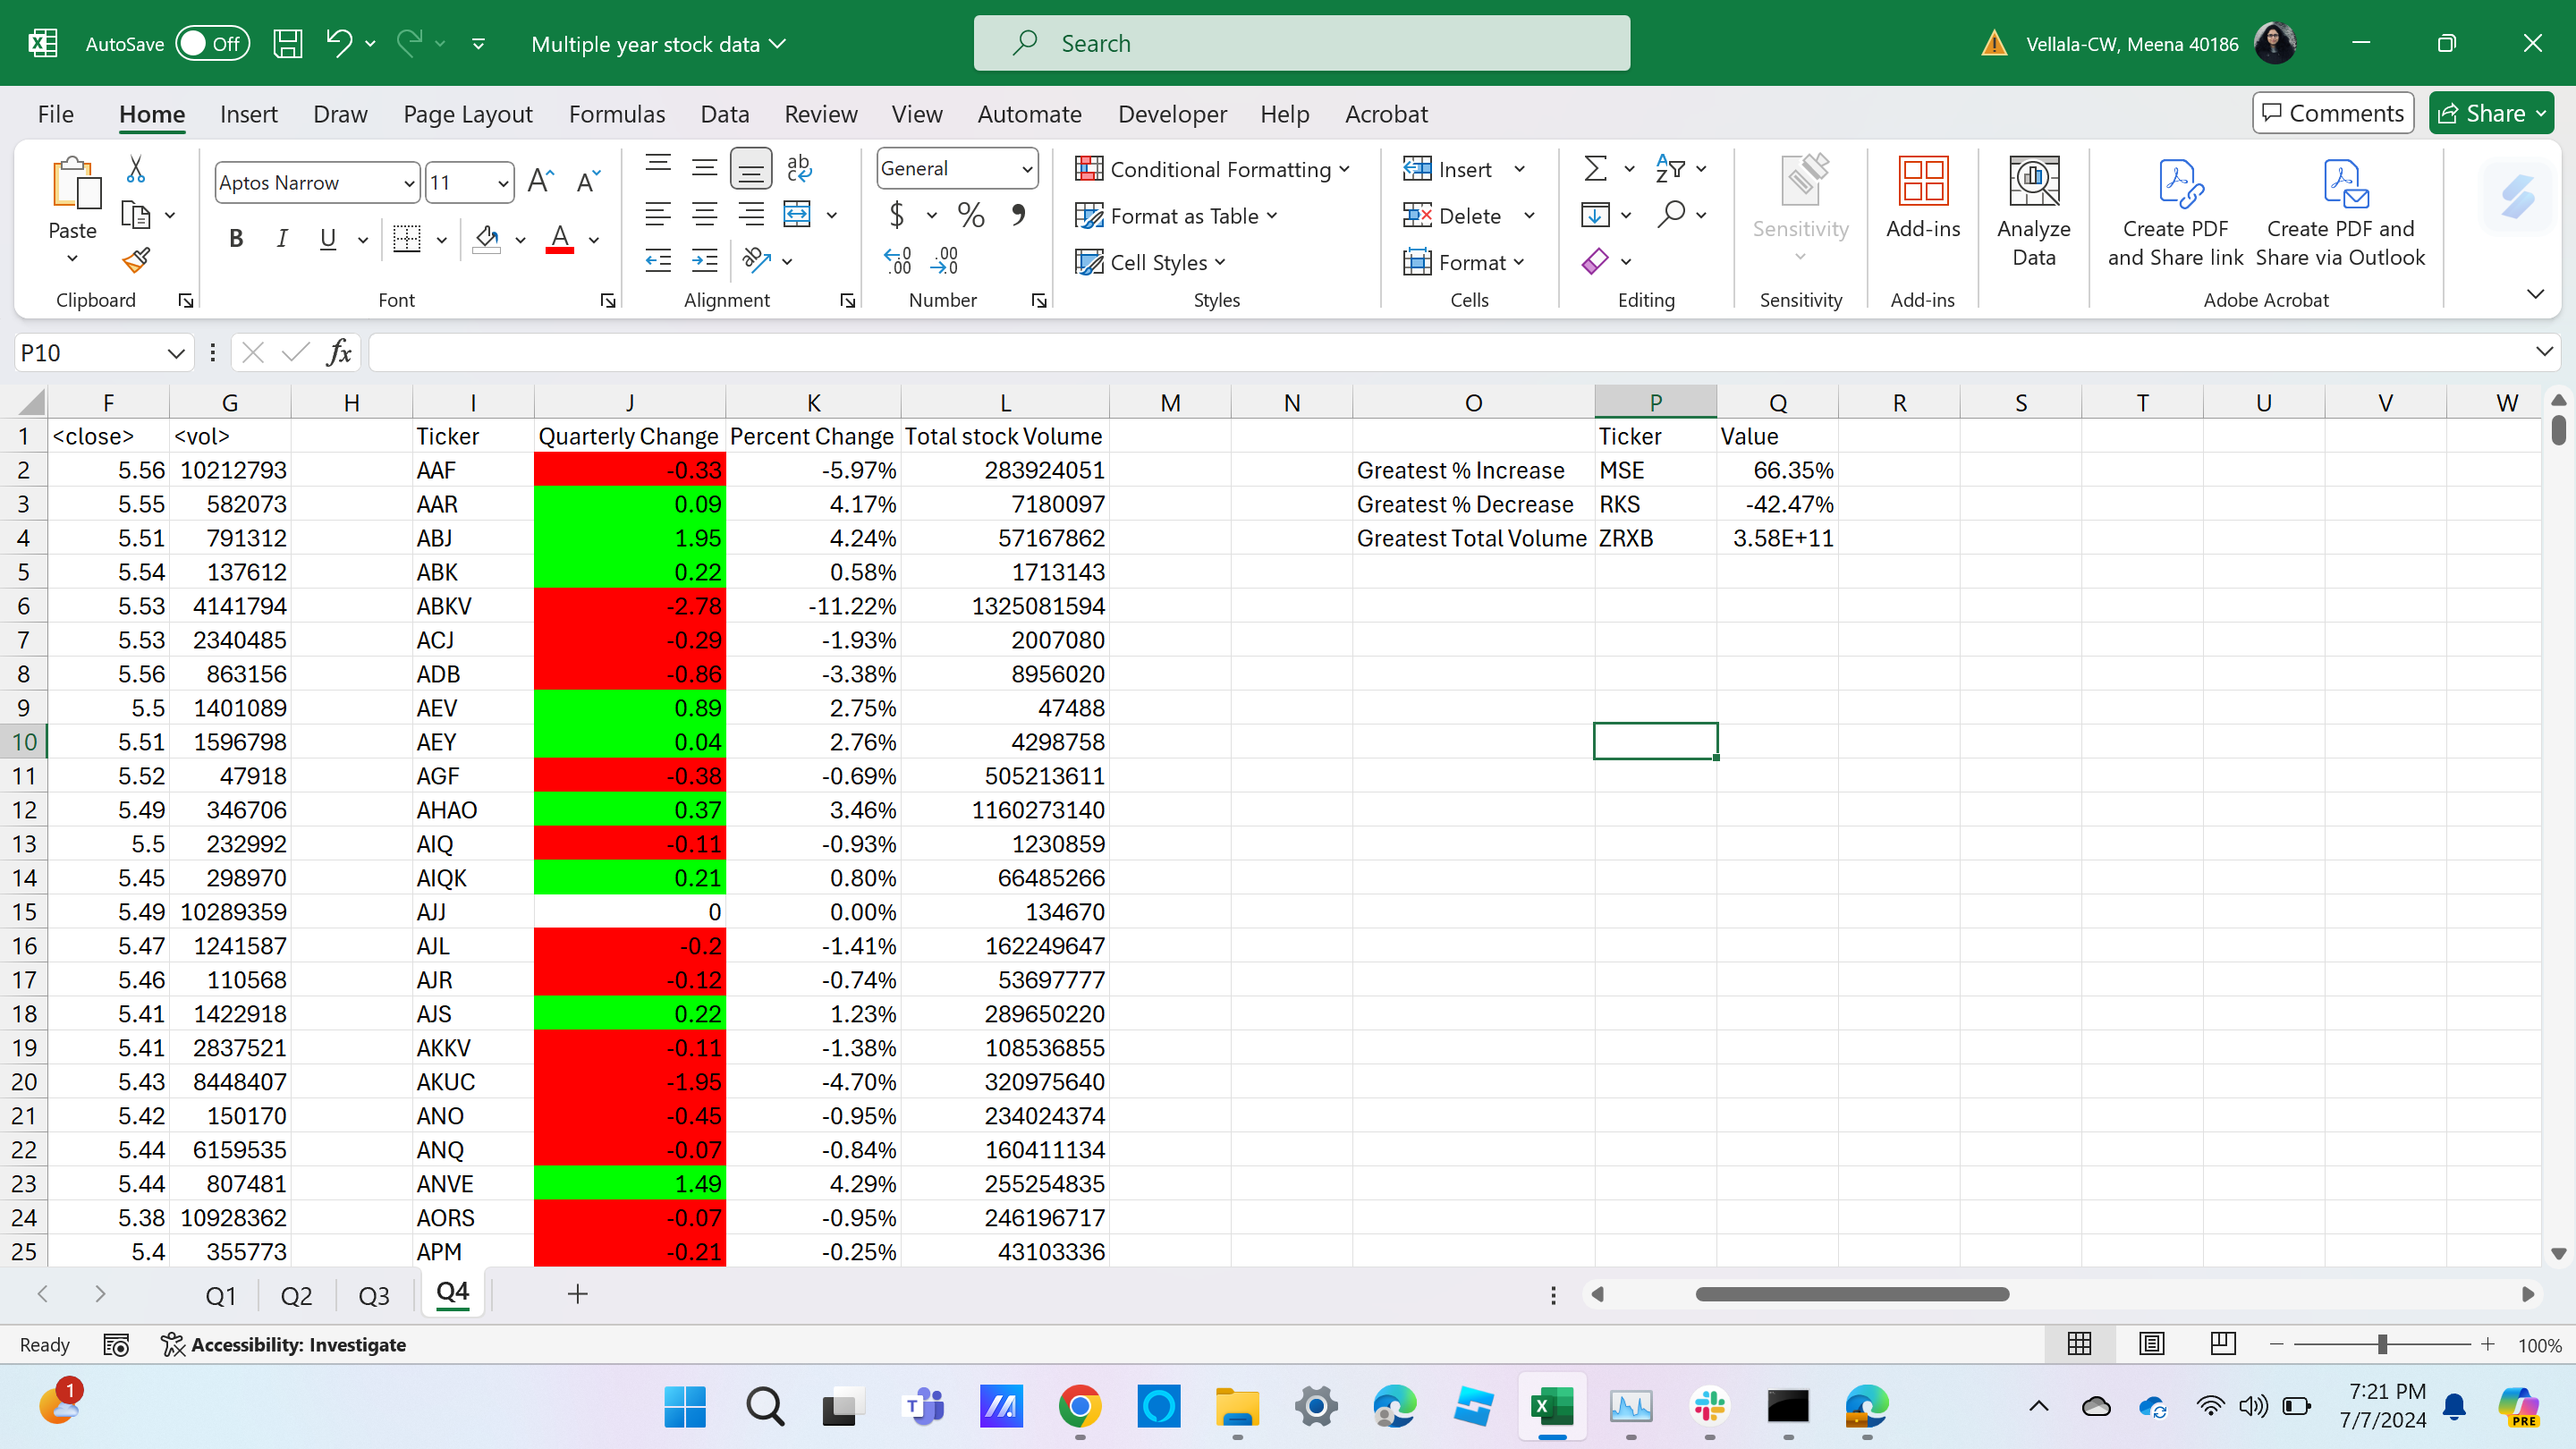 AutoSave Off Multiple year stock data Search Vellala-CW, Meena 40186
File Home Insert Draw Page Layout Formulas Data Review View Automate Developer Help Acrobat Comments Share
Paste
Clipboard
Aptos Narrow 11
B I U A
Font
ab
Alignment
General
$ % 9
Number
Conditional Formatting
Format as Table
Cell Styles
Styles
Insert
Delete
Format
Cells
Editing
Sensitivity
Sensitivity
Add-ins
Add-ins
Analyze
Data
Create PDF
and Share link
Create PDF and
Share via Outlook
Adobe Acrobat
P10 fx
F G H I J K L M N O P Q R S T U V W
1 <close> <vol> Ticker Quarterly Change Percent Change Total stock Volume Ticker Value
2 5.56 10212793 AAF -0.33 -5.97% 283924051 Greatest % Increase MSE 66.35%
3 5.55 582073 AAR 0.09 4.17% 7180097 Greatest % Decrease RKS -42.47%
4 5.51 791312 ABJ 1.95 4.24% 57167862 Greatest Total Volume ZRXB 3.58E+11
5 5.54 137612 ABK 0.22 0.58% 1713143
6 5.53 4141794 ABKV -2.78 -11.22% 1325081594
7 5.53 2340485 ACJ -0.29 -1.93% 2007080
8 5.56 863156 ADB -0.86 -3.38% 8956020
9 5.5 1401089 AEV 0.89 2.75% 47488
10 5.51 1596798 AEY 0.04 2.76% 4298758
11 5.52 47918 AGF -0.38 -0.69% 505213611
12 5.49 346706 AHAO 0.37 3.46% 1160273140
13 5.5 232992 AIQ -0.11 -0.93% 1230859
14 5.45 298970 AIQK 0.21 0.80% 66485266
15 5.49 10289359 AJJ 0 0.00% 134670
16 5.47 1241587 AJL -0.2 -1.41% 162249647
17 5.46 110568 AJR -0.12 -0.74% 53697777
18 5.41 1422918 AJS 0.22 1.23% 289650220
19 5.41 2837521 AKKV -0.11 -1.38% 108536855
20 5.43 8448407 AKUC -1.95 -4.70% 320975640
21 5.42 150170 ANO -0.45 -0.95% 234024374
22 5.44 6159535 ANQ -0.07 -0.84% 160411134
23 5.44 807481 ANVE 1.49 4.29% 255254835
24 5.38 10928362 AORS -0.07 -0.95% 246196717
25 5.4 355773 APM -0.21 -0.25% 43103336
Q1 Q2 Q3 Q4
Ready Accessibility: Investigate 100%
1
7:21 PM
7/7/2024
PRE